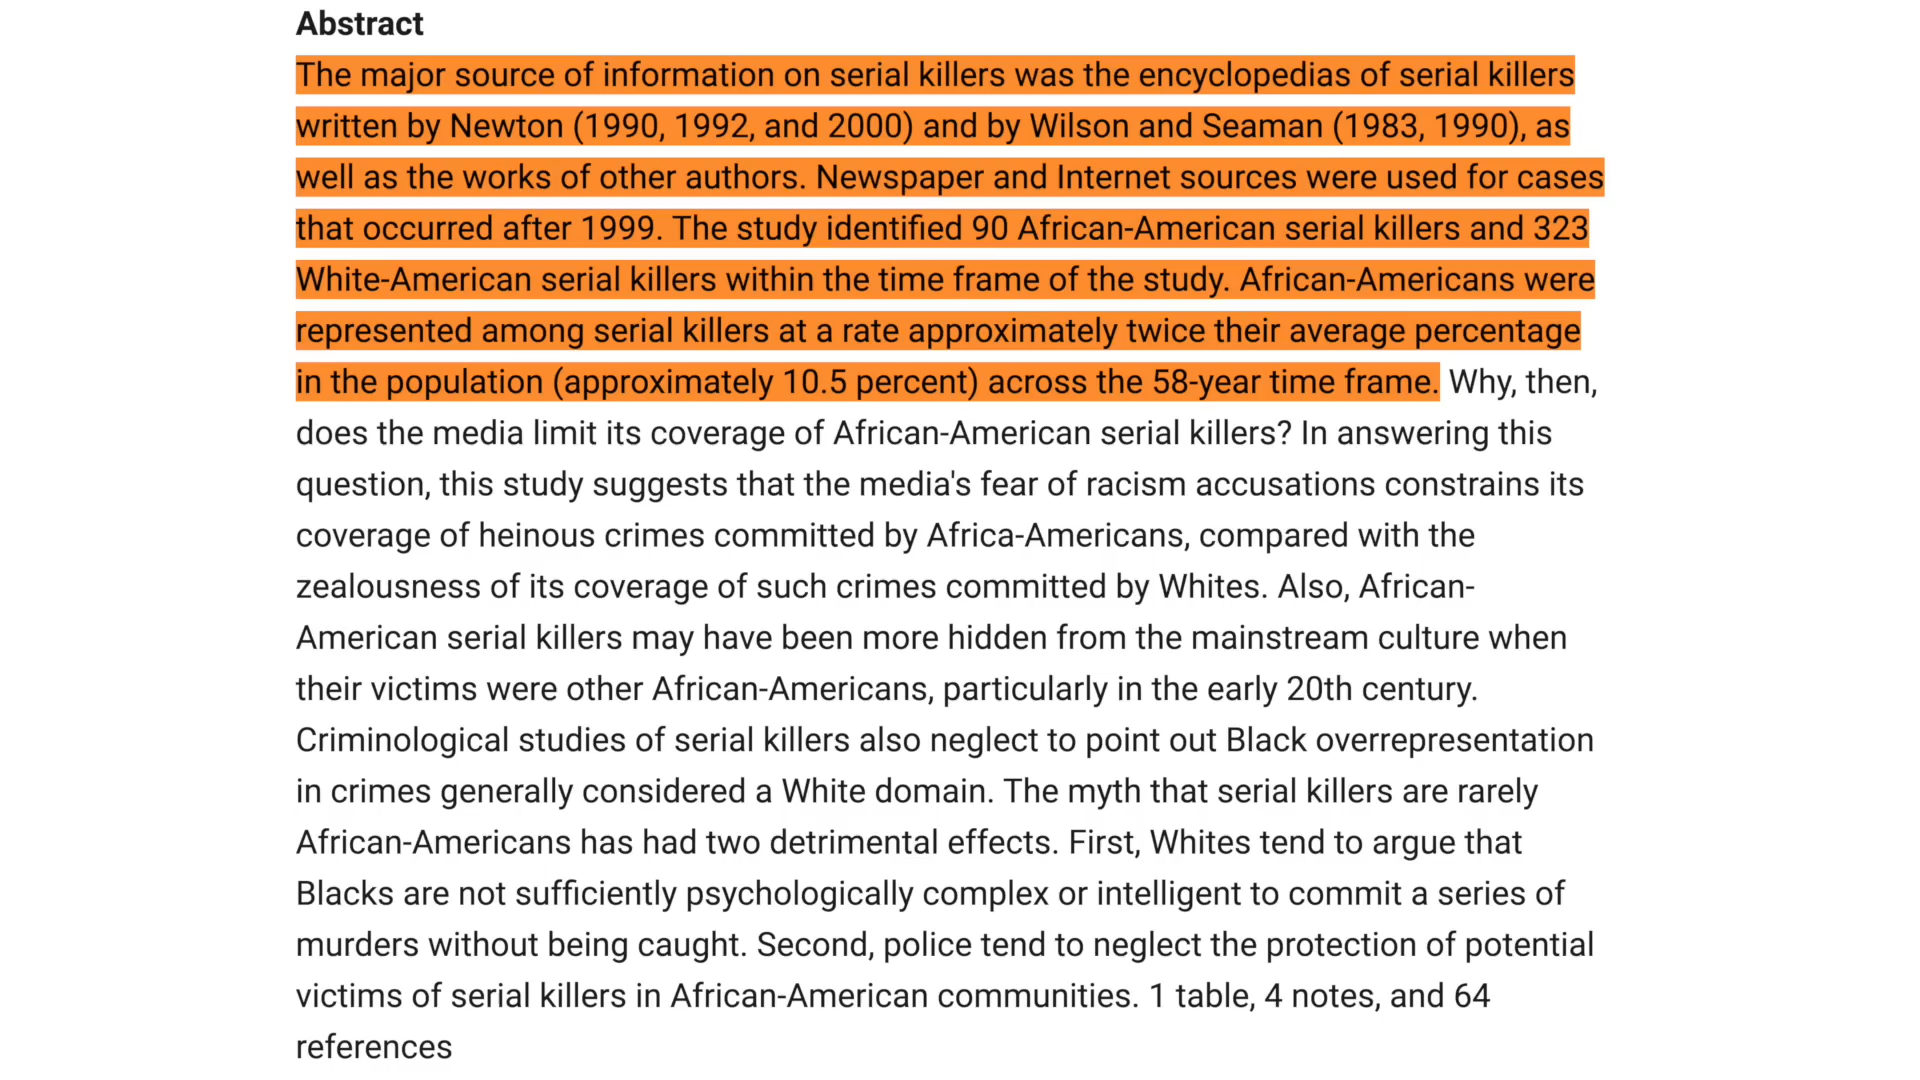 Abstract
The major source of information on serial killers was the encyclopedias of serial killers
written by Newton (1990, 1992, and 2000) and by Wilson and Seaman (1983, 1990), as
well as the works of other authors. Newspaper and Internet sources were used for cases
that occurred after 1999. The study identified 90 African-American serial killers and 323
White-American serial killers within the time frame of the study. African-Americans were
represented among serial killers at a rate approximately twice their average percentage
in the population (approximately 10.5 percent) across the 58-year time frame. Why, then,
does the media limit its coverage of African-American serial killers? In answering this
question, this study suggests that the media's fear of racism accusations constrains its
coverage of heinous crimes committed by Africa-Americans, compared with the
zealousness of its coverage of such crimes committed by Whites. Also, African-
American serial killers may have been more hidden from the mainstream culture when
their victims were other African-Americans, particularly in the early 20th century.
Criminological studies of serial killers also neglect to point out Black overrepresentation
in crimes generally considered a White domain. The myth that serial killers are rarely
African-Americans has had two detrimental effects. First, Whites tend to argue that
Blacks are not sufficiently psychologically complex or intelligent to commit a series of
murders without being caught. Second, police tend to neglect the protection of potential
victims of serial killers in African-American communities. 1 table, 4 notes, and 64
references